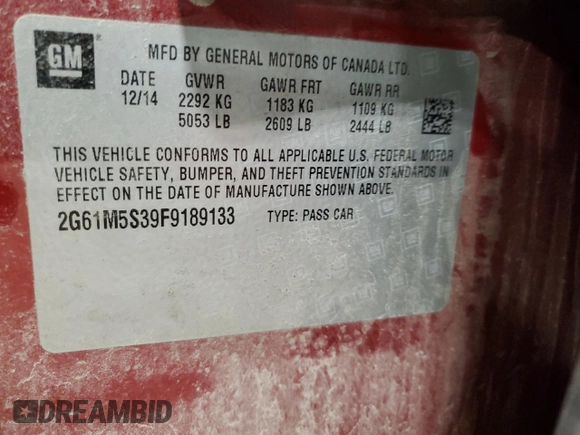 GM
MFD BY GENERAL MOTORS OF CANADA LTD.
DATE GVWR GAWR FRT GAWR RR
12/14 2292 KG 1183 KG 1109 KG
5053 LB 2609 LB 2444 LB
THIS VEHICLE CONFORMS TO ALL APPLICABLE U.S. FEDERAL MOTOR
VEHICLE SAFETY, BUMPER, AND THEFT PREVENTION STANDARDS IN
EFFECT ON THE DATE OF MANUFACTURE SHOWN ABOVE.
2G61M5S39F9189133 TYPE: PASS CAR
DREAMBID